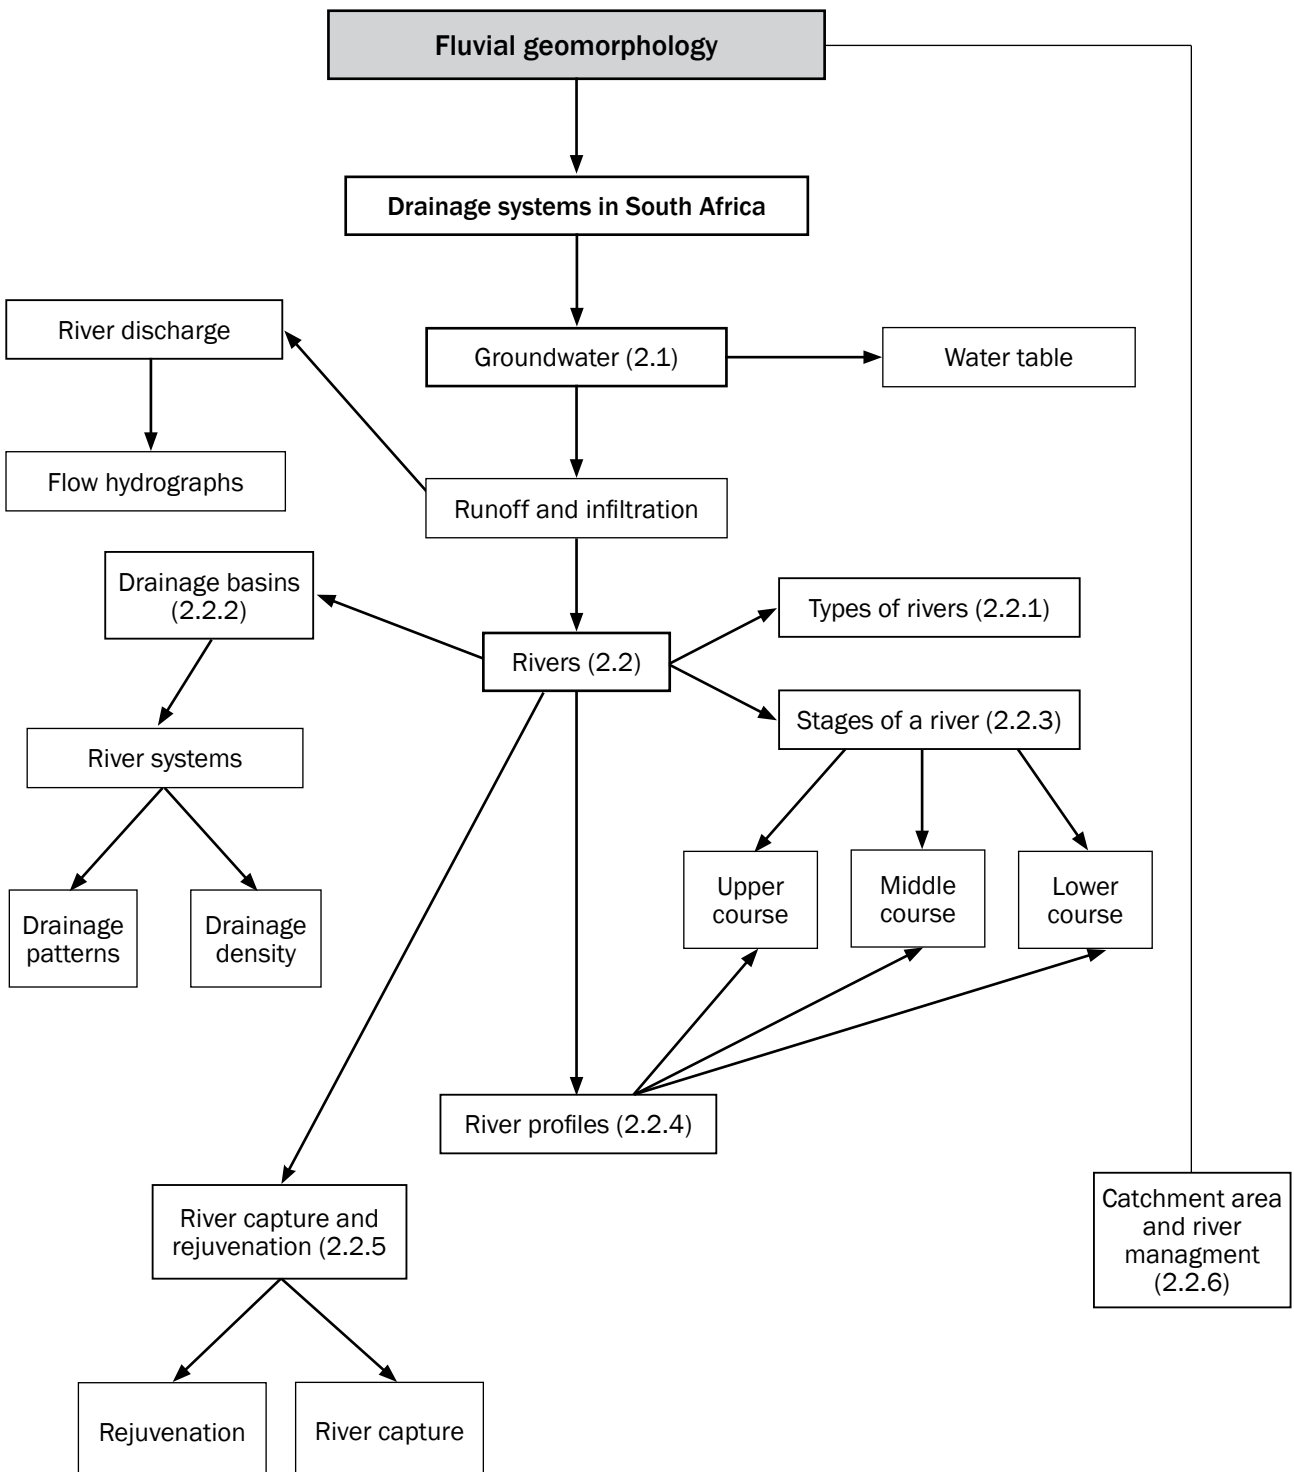 Fluvial geomorphology
Drainage systems in South Africa
River discharge
Groundwater (2.1)
Water table
Flow hydrographs
Runoff and infiltration
Drainage basins
(2.2.2)
Types of rivers (2.2.1)
Rivers (2.2)
Stages of a river (2.2.3)
River systems
Upper
course
Middle
course
Lower
course
Drainage
patterns
Drainage
density
River profiles (2.2.4)
River capture and
rejuvenation (2.2.5
Catchment area
and river
managment
(2.2.6)
Rejuvenation
River capture